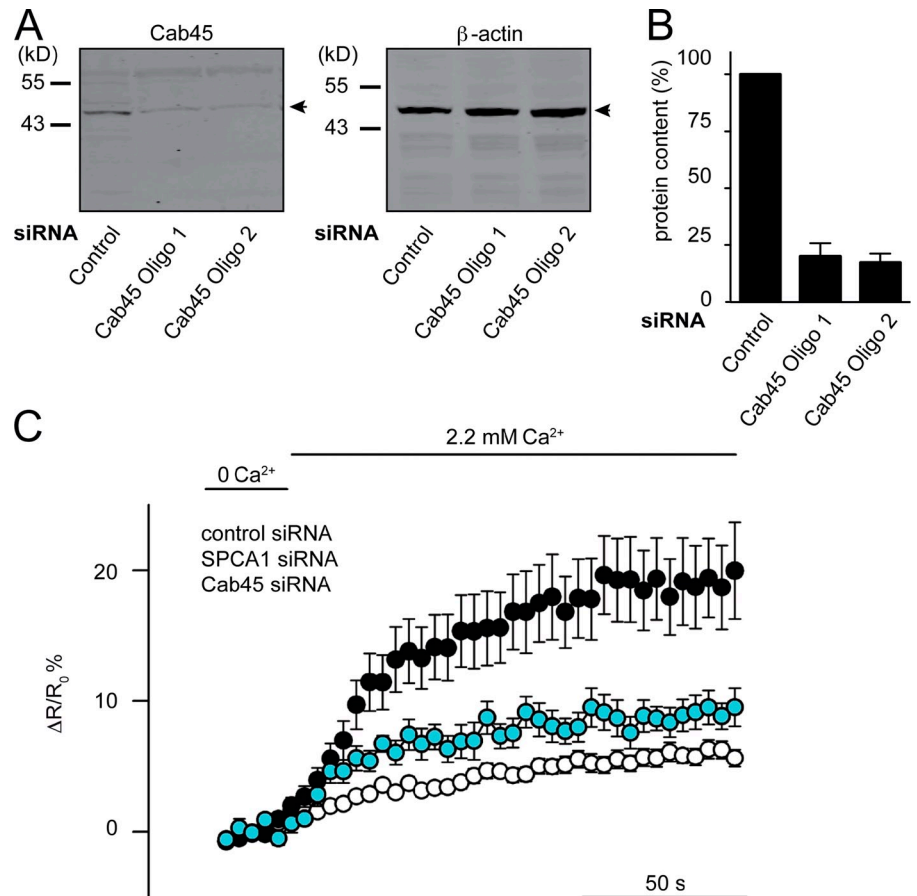 A
Cab45
(kD)
55
43
siRNA
Control
Cab45 Oligo 1
Cab45 Oligo 2
β-actin
(kD)
55
43
siRNA
Control
Cab45 Oligo 1
Cab45 Oligo 2
B
protein content (%)
75
50
25
0
siRNA
Control
Cab45 Oligo 1
Cab45 Oligo 2
C
2.2 mM Ca²⁺
0 Ca²⁺
control siRNA
SPCA1 siRNA
Cab45 siRNA
20
10
0
ΔR/R₀ %
50 s